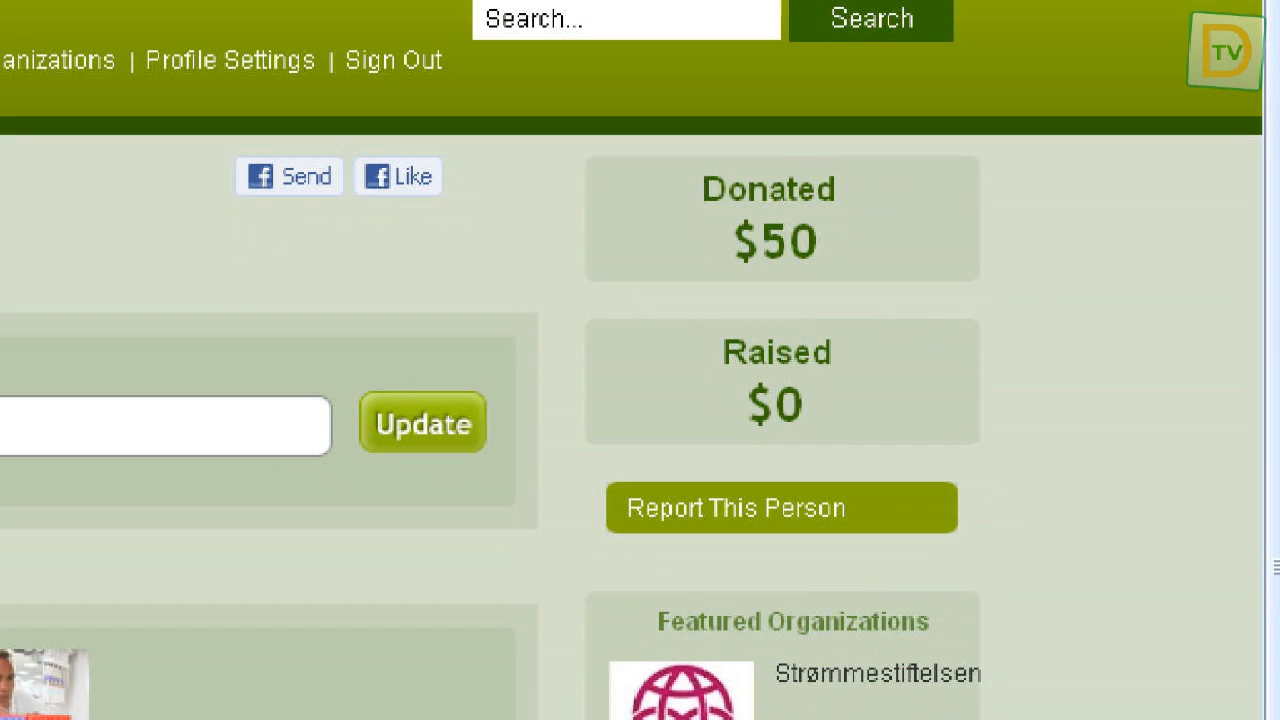 Search...
Search
anizations | Profile Settings | Sign Out
D
TV
Send
Like
Donated
$50
Raised
$0
Update
Report This Person
Featured Organizations
Strømmestiftelsen